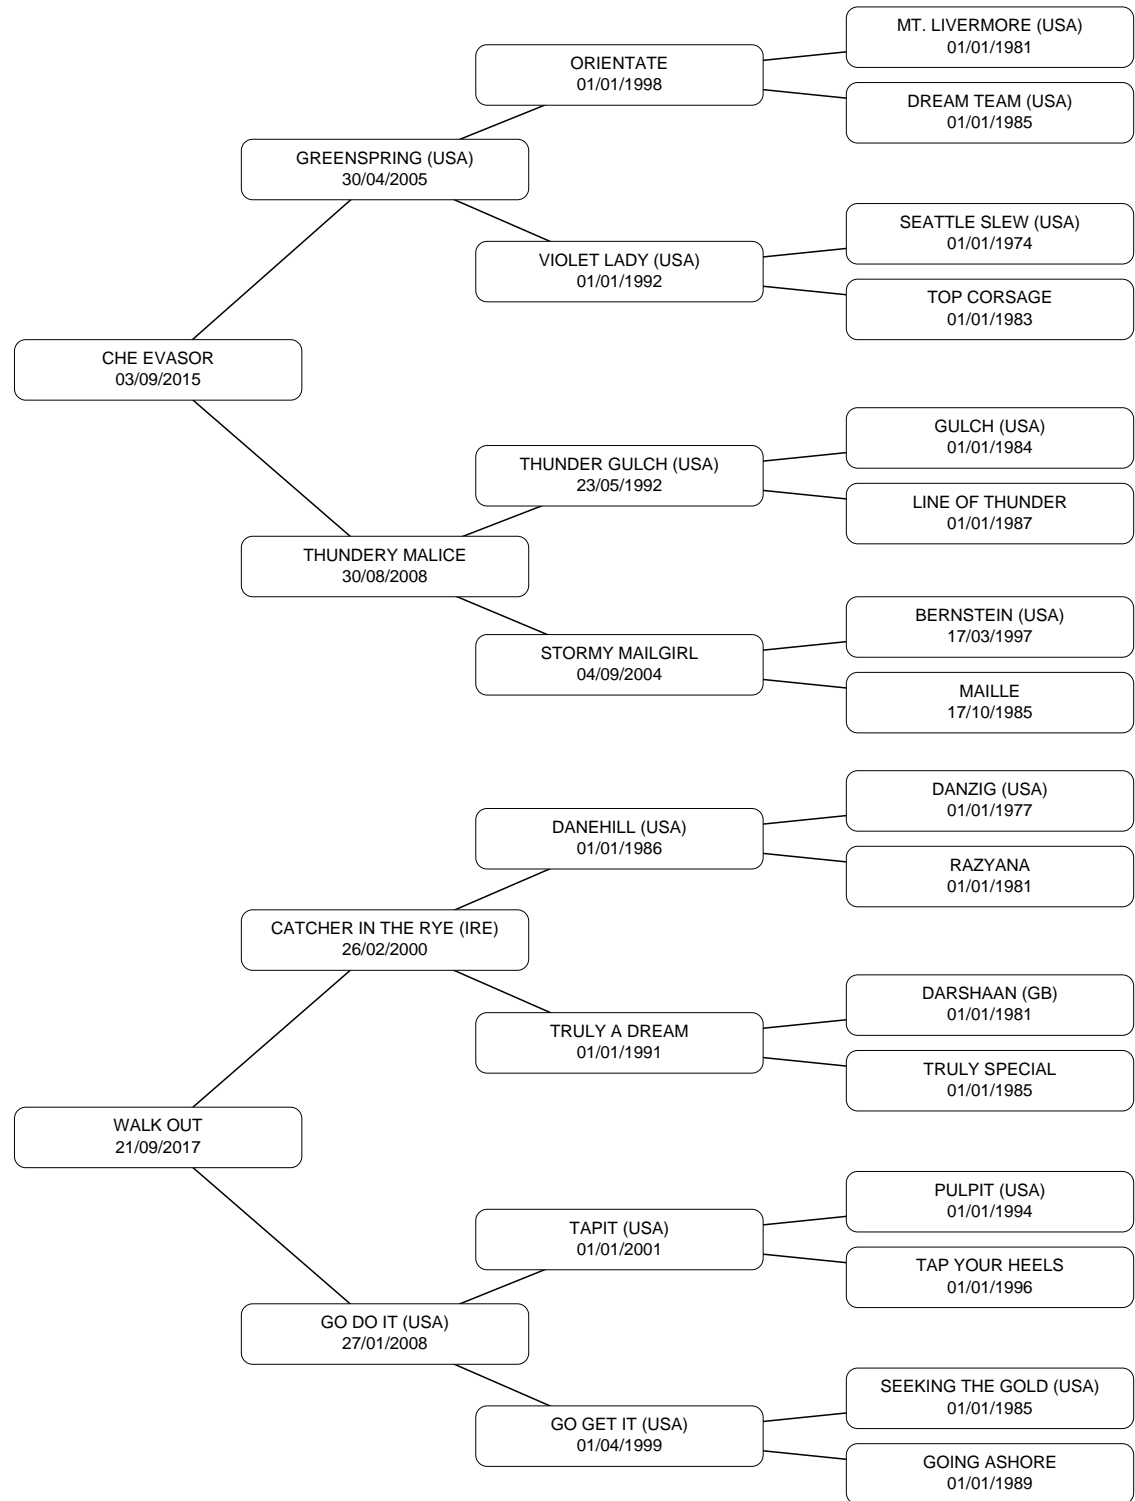 MT. LIVERMORE (USA)
01/01/1981
ORIENTATE
01/01/1998
DREAM TEAM (USA)
01/01/1985
GREENSPRING (USA)
30/04/2005
SEATTLE SLEW (USA)
01/01/1974
VIOLET LADY (USA)
01/01/1992
TOP CORSAGE
01/01/1983
CHE EVASOR
03/09/2015
GULCH (USA)
01/01/1984
THUNDER GULCH (USA)
23/05/1992
LINE OF THUNDER
01/01/1987
THUNDERY MALICE
30/08/2008
BERNSTEIN (USA)
17/03/1997
STORMY MAILGIRL
04/09/2004
MAILLE
17/10/1985
DANZIG (USA)
01/01/1977
DANEHILL (USA)
01/01/1986
RAZYANA
01/01/1981
CATCHER IN THE RYE (IRE)
26/02/2000
DARSHAAN (GB)
01/01/1981
TRULY A DREAM
01/01/1991
TRULY SPECIAL
01/01/1985
WALK OUT
21/09/2017
PULPIT (USA)
01/01/1994
TAPIT (USA)
01/01/2001
TAP YOUR HEELS
01/01/1996
GO DO IT (USA)
27/01/2008
SEEKING THE GOLD (USA)
01/01/1985
GO GET IT (USA)
01/04/1999
GOING ASHORE
01/01/1989